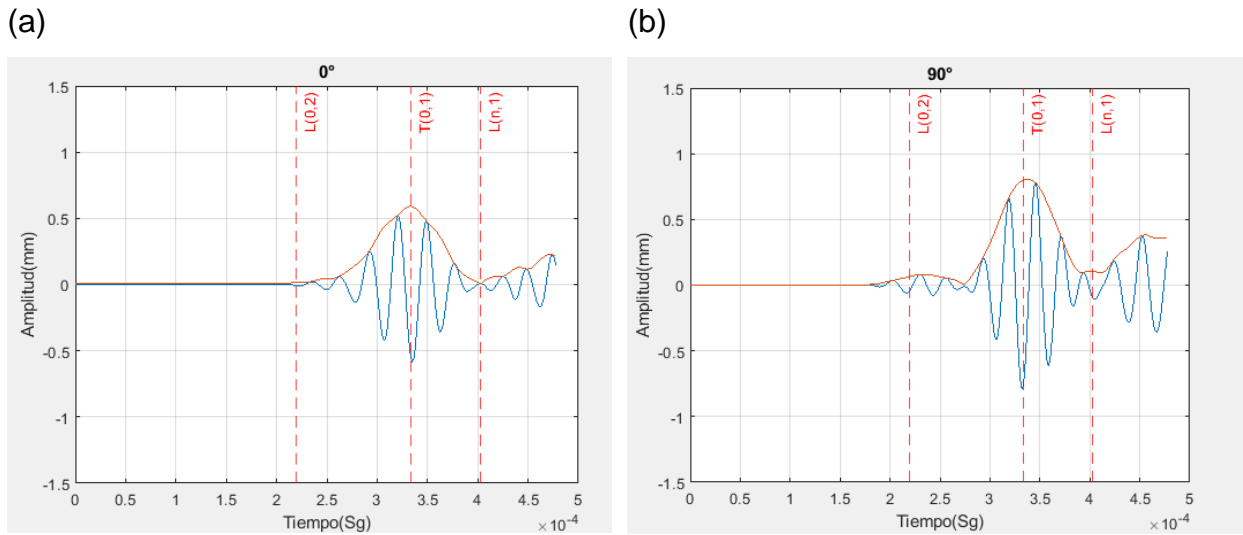 (a)
0º
1.5
1
0.5
0
-0.5
-1
-1.5
Amplitud(mm)
L(0,2)
T(0,1)
L(n,1)
0 0.5 1 1.5 2 2.5 3 3.5 4 4.5 5
Tiempo(Sg)
×10⁻⁴
(b)
90º
1.5
1
0.5
0
-0.5
-1
-1.5
Amplitud(mm)
L(0,2)
T(0,1)
L(n,1)
0 0.5 1 1.5 2 2.5 3 3.5 4 4.5 5
Tiempo(Sg)
×10⁻⁴